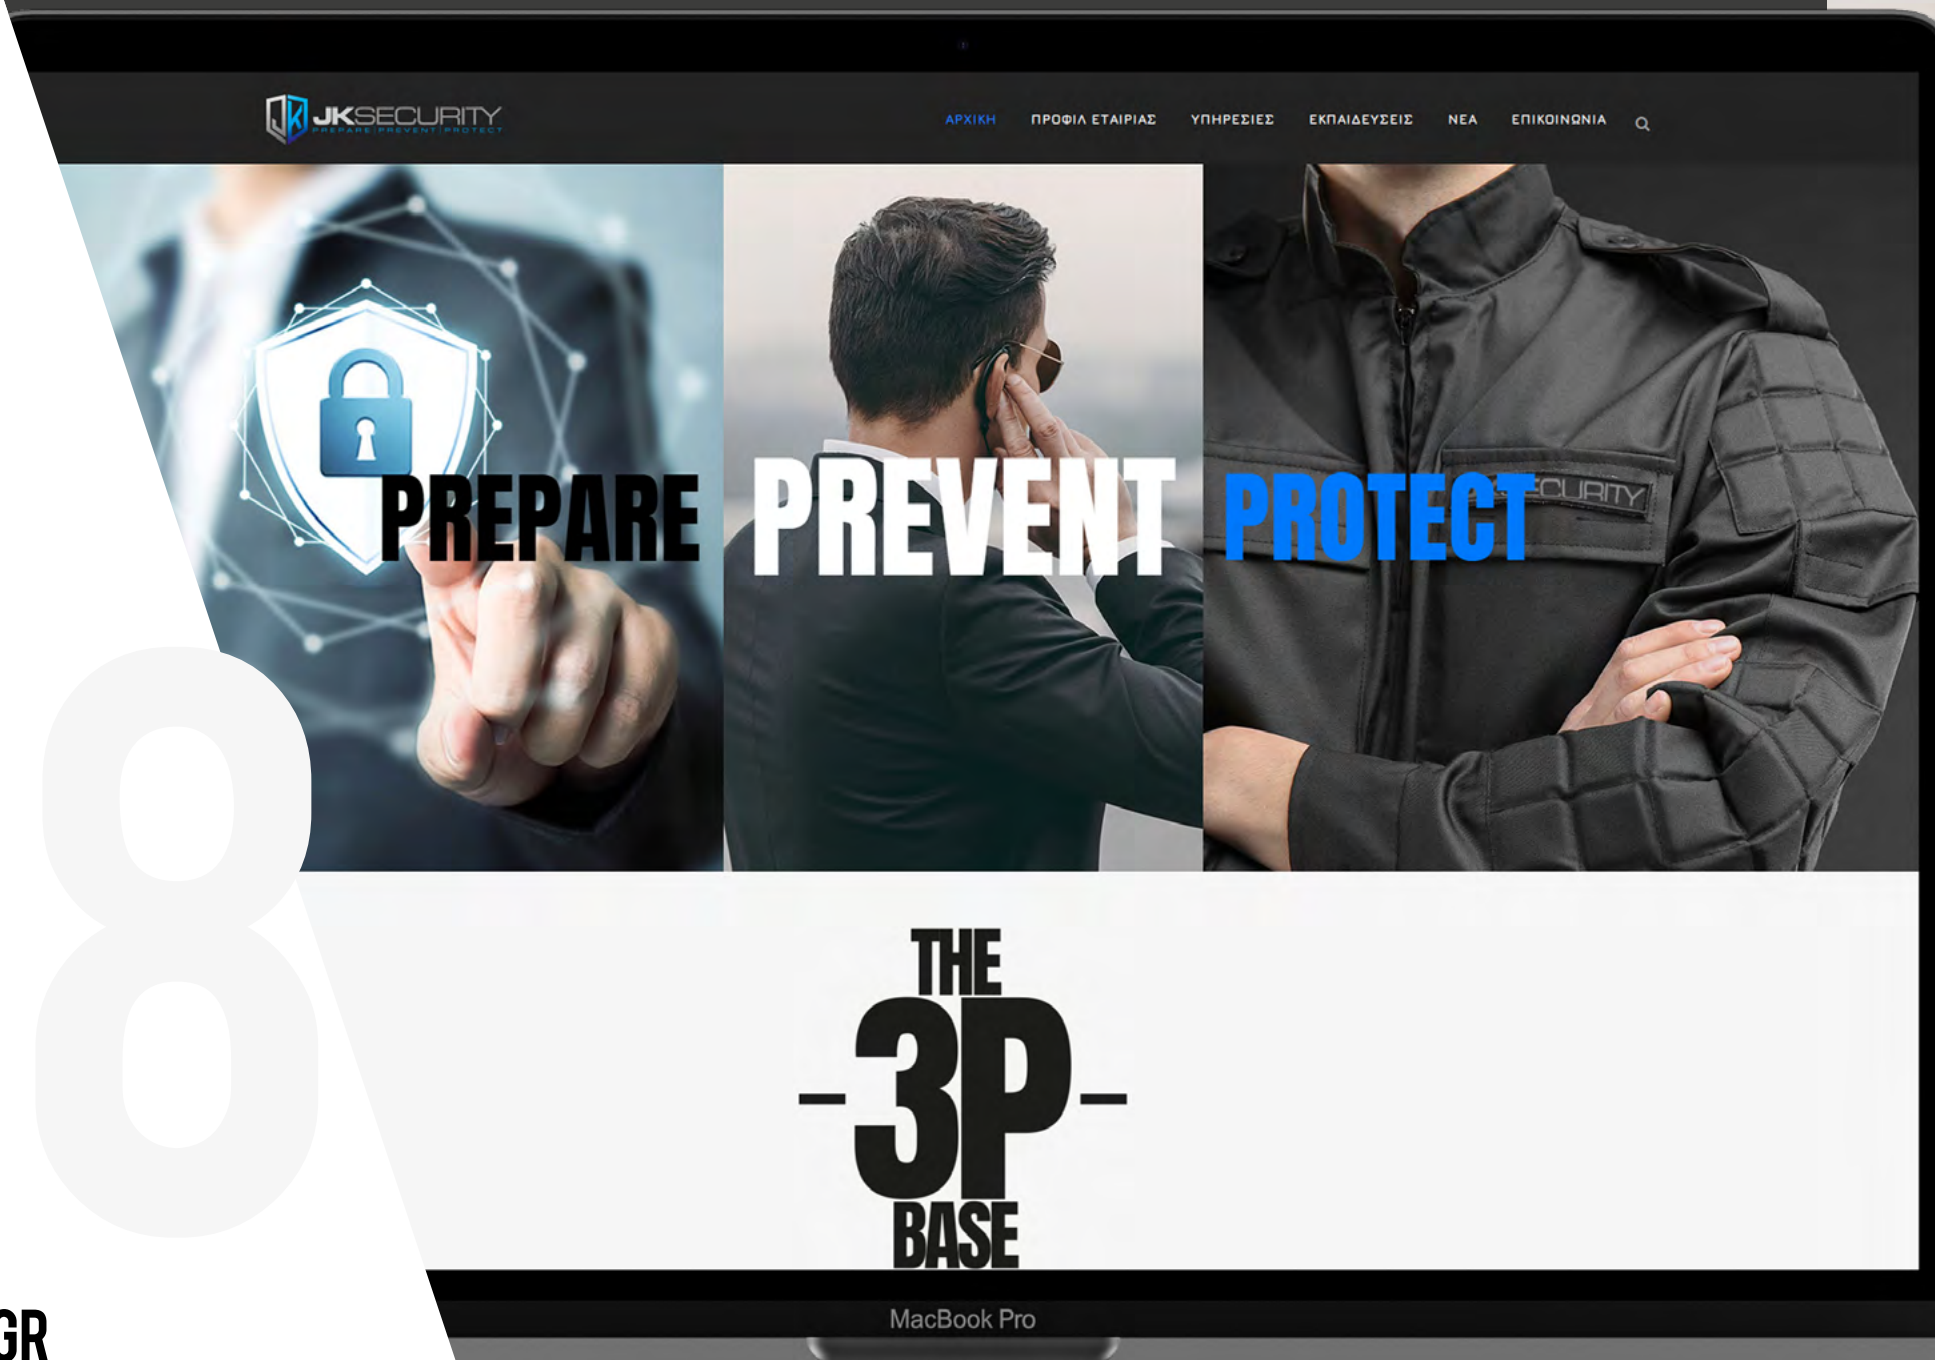 JKSECURITY
PREPARE|PREVENT|PROTECT
ΑΡΧΙΚΗ ΠΡΟΦΙΛ ΕΤΑΙΡΙΑΣ ΥΠΗΡΕΣΙΕΣ ΕΚΠΑΙΔΕΥΣΕΙΣ ΝΕΑ ΕΠΙΚΟΙΝΩΝΙΑ
PREPARE PREVENT PROTECT
ECURITY
THE
-3P-
BASE
8
MacBook Pro
GR